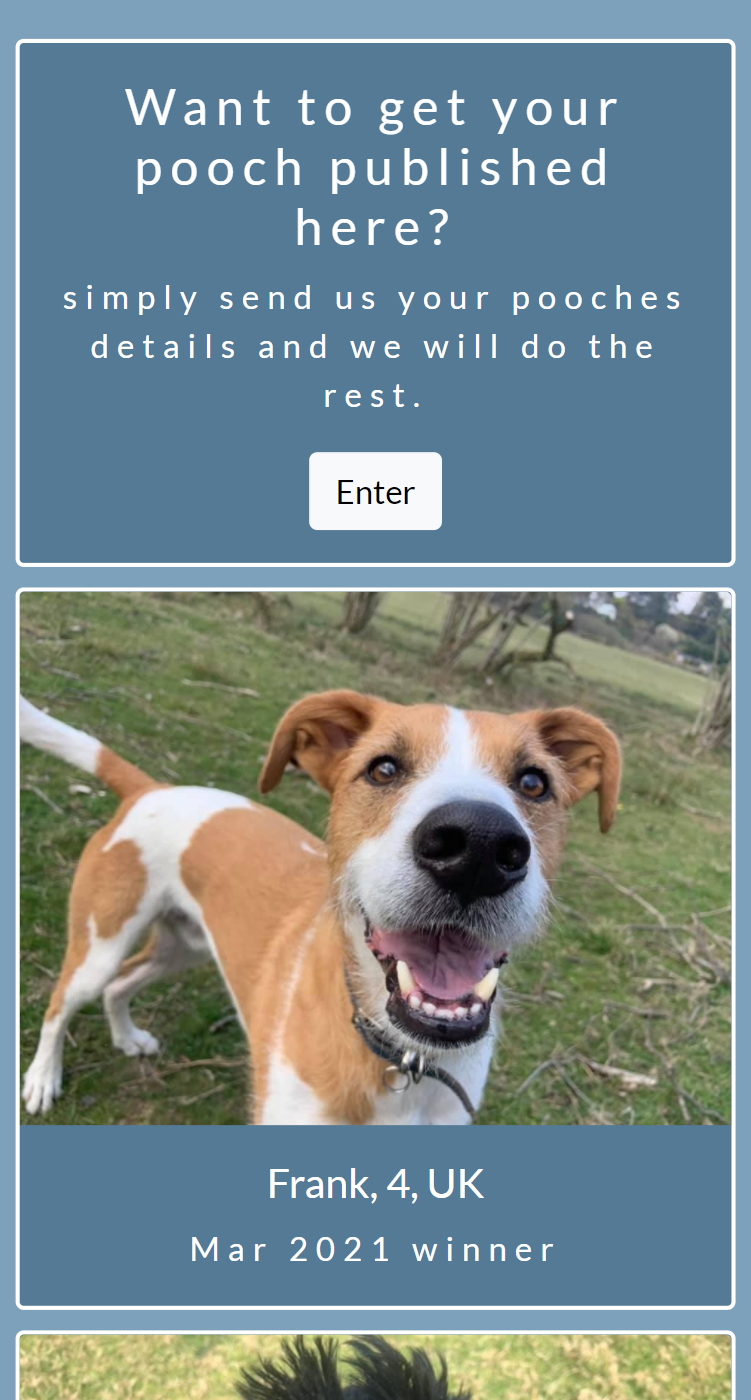 Want to get your
pooch published
here?
simply send us your pooches
details and we will do the
rest.
Enter
Frank, 4, UK
Mar 2021 winner